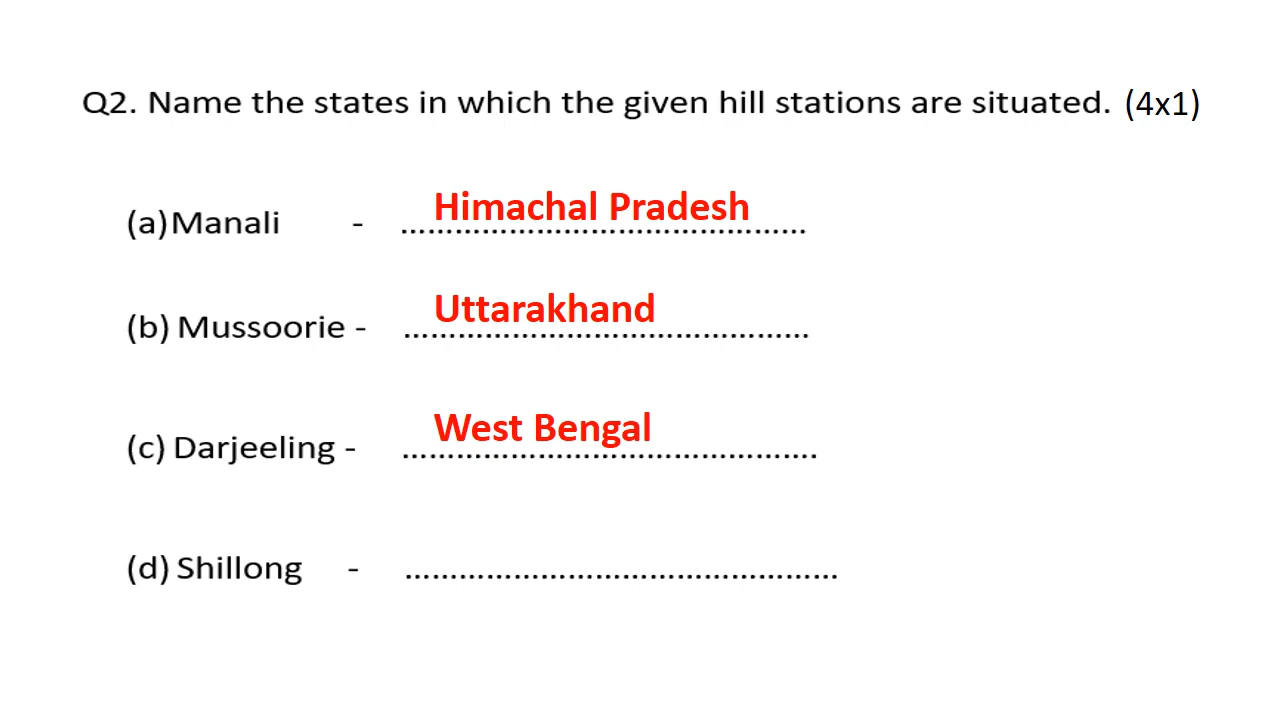 Q2. Name the states in which the given hill stations are situated. (4x1)
(a) Manali - Himachal Pradesh ........................................
(b) Mussoorie - Uttarakhand ........................................
(c) Darjeeling - West Bengal ........................................
(d) Shillong - ........................................